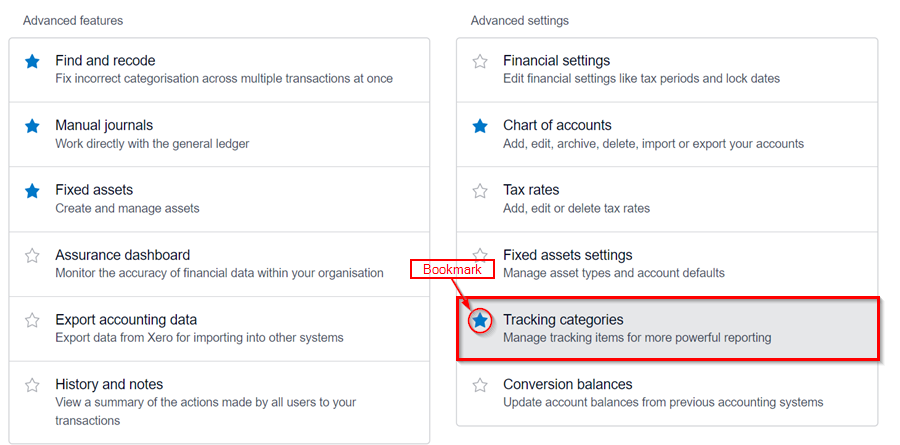 Advanced features
Find and recode
Fix incorrect categorisation across multiple transactions at once
Manual journals
Work directly with the general ledger
Fixed assets
Create and manage assets
Assurance dashboard
Monitor the accuracy of financial data within your organisation
Export accounting data
Export data from Xero for importing into other systems
History and notes
View a summary of the actions made by all users to your
transactions
Advanced settings
Financial settings
Edit financial settings like tax periods and lock dates
Chart of accounts
Add, edit, archive, delete, import or export your accounts
Tax rates
Add, edit or delete tax rates
Fixed assets settings
Manage asset types and account defaults
Bookmark
Tracking categories
Manage tracking items for more powerful reporting
Conversion balances
Update account balances from previous accounting systems